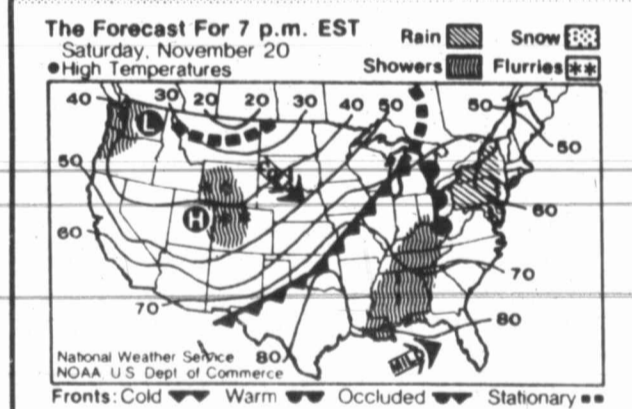 The Forecast For 7 p.m. EST
Saturday, November 20
●High Temperatures
Rain Snow
Showers Flurries
40 30 20 20 30 40 50 50
50
L
50
H
60
60
70
70
80
80
MILD
National Weather Service
NOAA U S Dept of Commerce
Fronts: Cold Warm Occluded Stationary